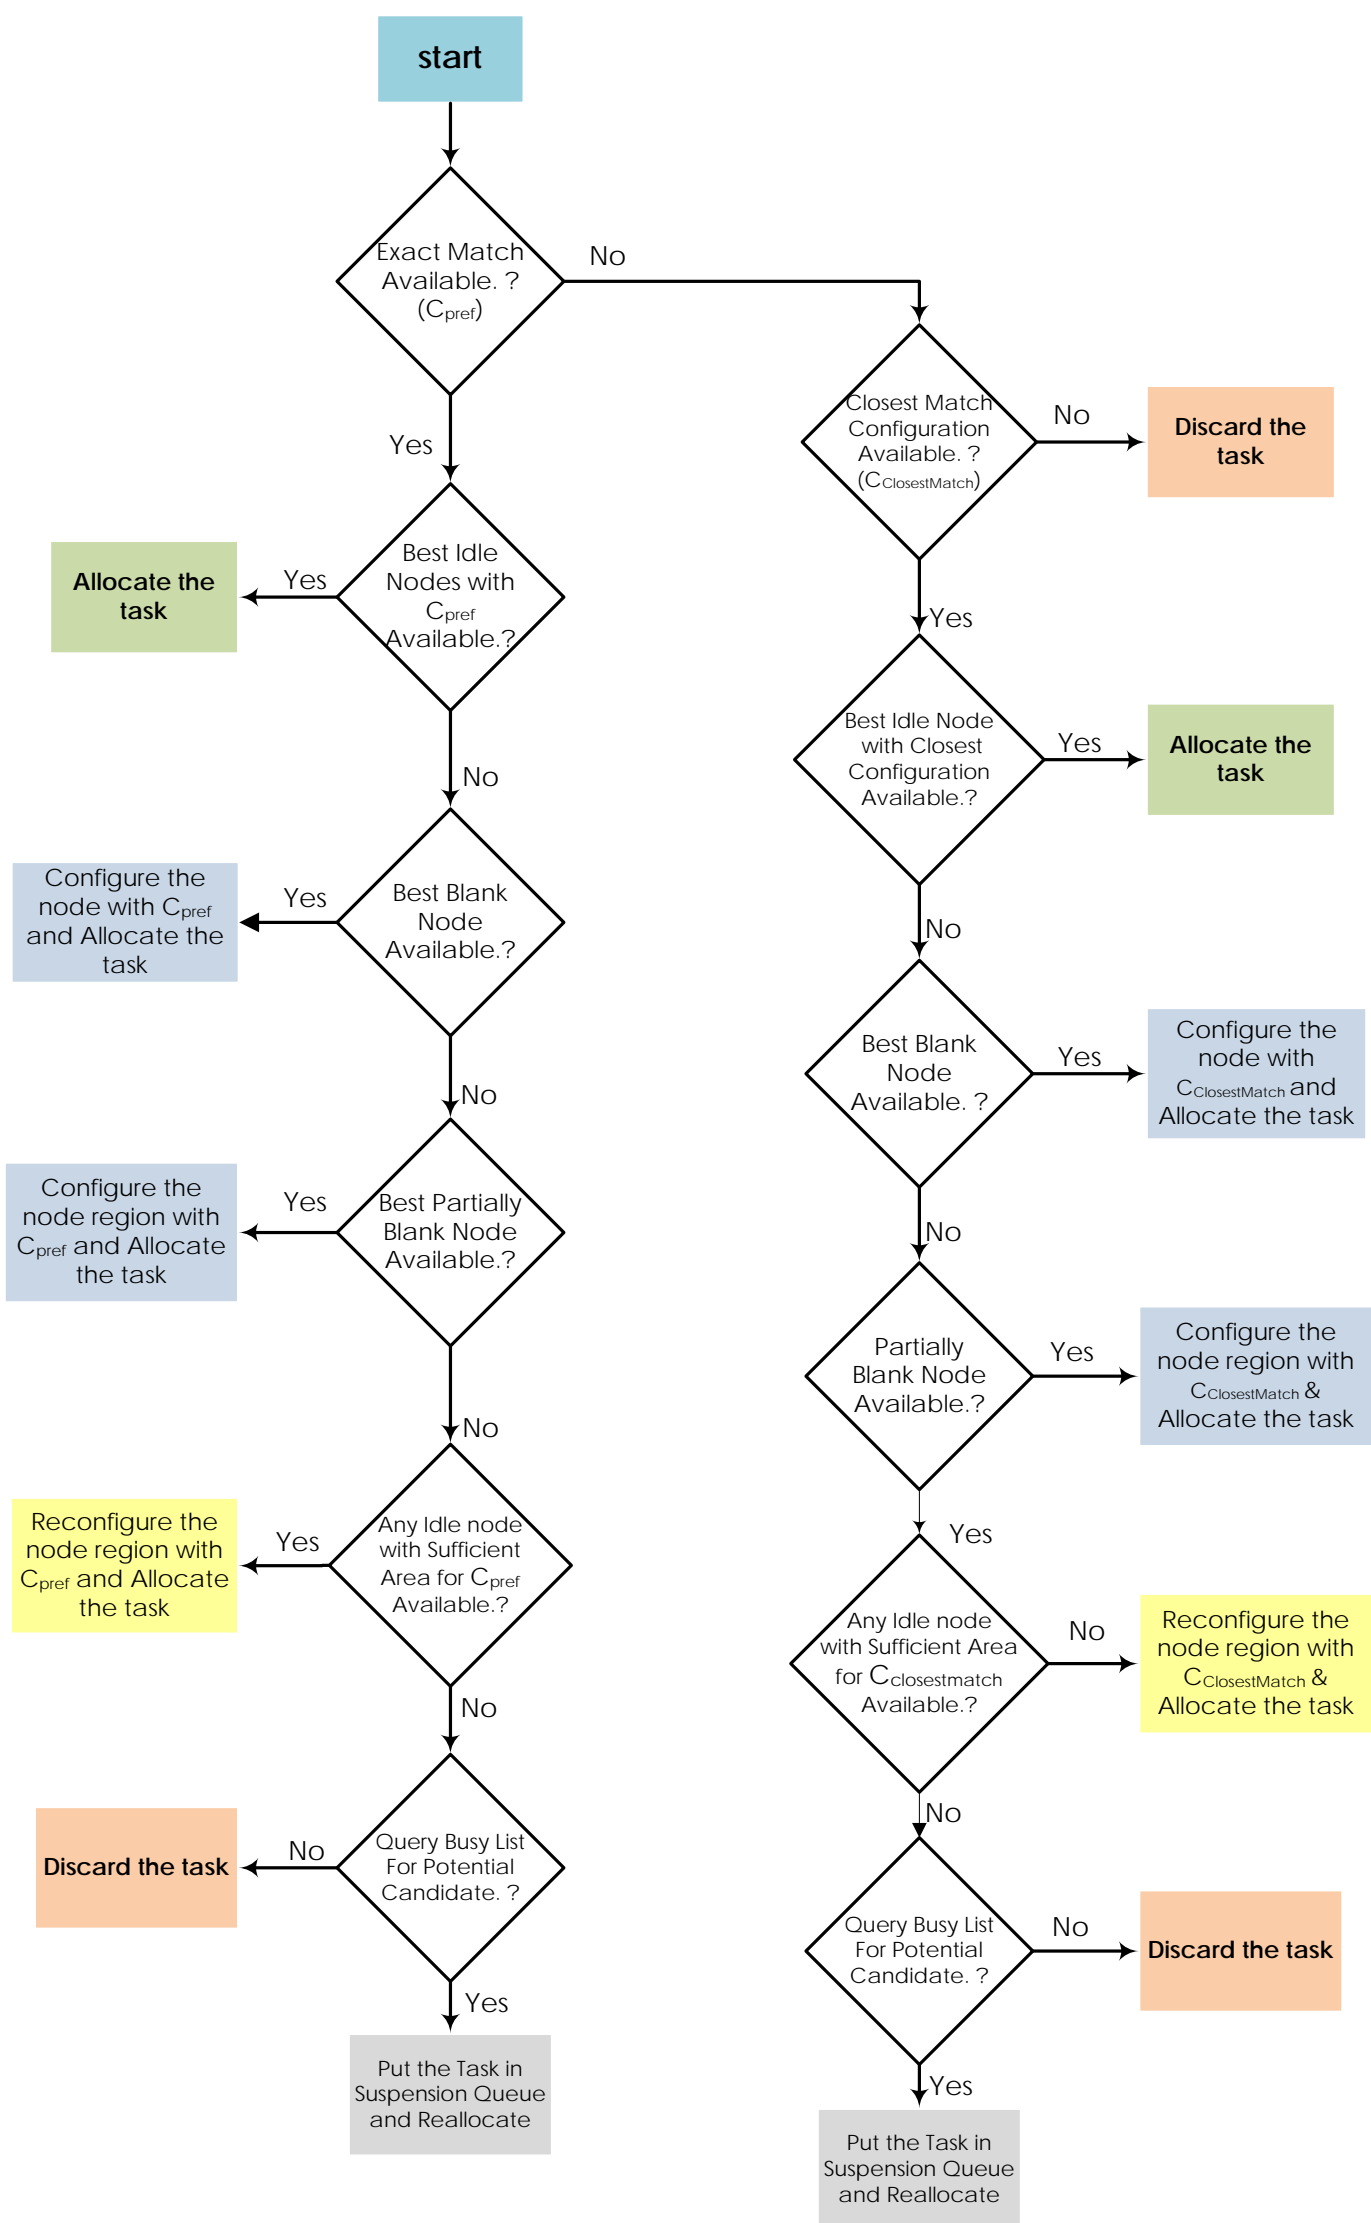 start
Exact Match
Available. ?
(Cpref)
No
Yes
Closest Match
Configuration
Available. ?
(CClosestMatch)
No
Discard the
task
Yes
Best Idle
Nodes with
Cpref
Available.?
Yes
Allocate the
task
No
Best Idle Node
with Closest
Configuration
Available.?
Yes
Allocate the
task
No
Best Blank
Node
Available.?
Yes
Configure the
node with Cpref
and Allocate the
task
No
Best Blank
Node
Available. ?
Yes
Configure the
node with
CClosestMatch and
Allocate the task
No
Best Partially
Blank Node
Available.?
Yes
Configure the
node region with
Cpref and Allocate
the task
No
Partially
Blank Node
Available.?
Yes
Configure the
node region with
CClosestMatch &
Allocate the task
Yes
Any Idle node
with Sufficient
Area for Cpref
Available.?
Yes
Reconfigure the
node region with
Cpref and Allocate
the task
No
Any Idle node
with Sufficient Area
for Cclosestmatch
Available.?
No
Reconfigure the
node region with
CClosestMatch &
Allocate the task
No
Query Busy List
For Potential
Candidate. ?
No
Discard the task
Yes
Put the Task in
Suspension Queue
and Reallocate
Query Busy List
For Potential
Candidate. ?
No
Discard the task
Yes
Put the Task in
Suspension Queue
and Reallocate